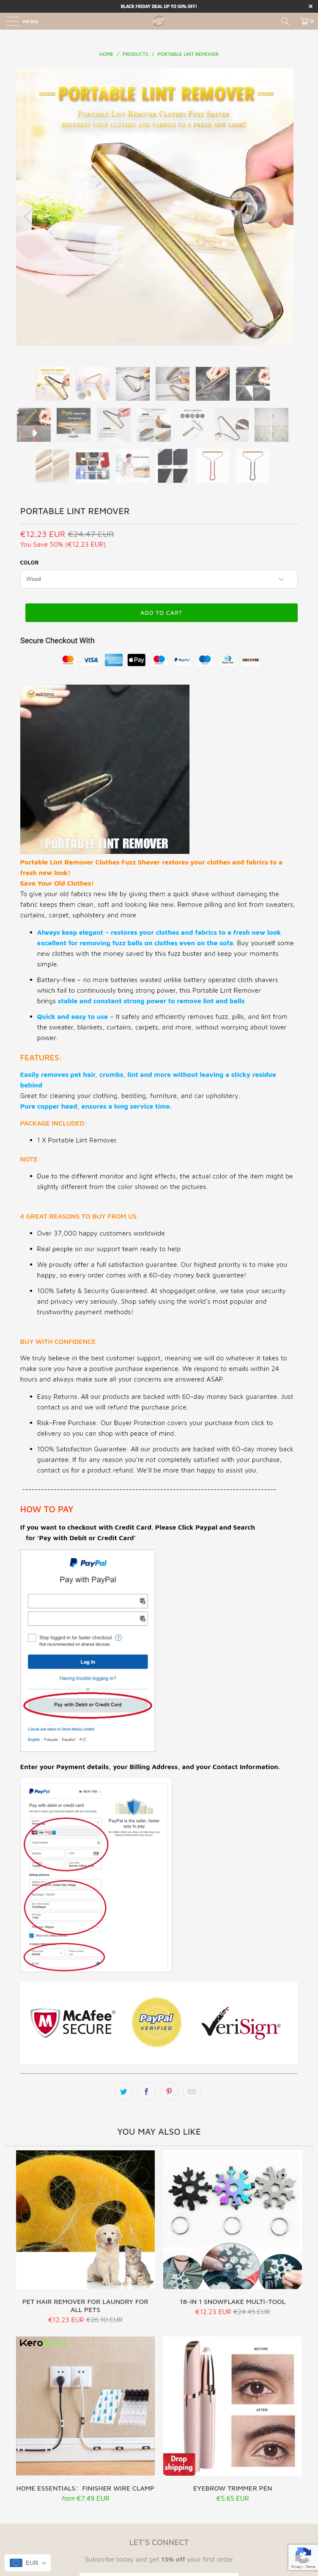 BLACK FRIDAY DEAL UP TO 50% OFF!
MENU
0
HOME / PRODUCTS / PORTABLE LINT REMOVER
PORTABLE LINT REMOVER
PORTABLE LINT REMOVER CLOTHES FUZZ SHAVER
RESTORES YOUR CLOTHES AND FABRICS TO A FRESH NEW LOOK!
PORTABLE LINT REMOVER
€12.23 EUR €24.47 EUR
You Save 50% (€12.23 EUR)
COLOR
Wood
ADD TO CART
Secure Checkout With
VISA
Pay
PayPal
DISCOVER
PORTABLE LINT REMOVER
Portable Lint Remover Clothes Fuzz Shaver restores your clothes and fabrics to a
fresh new look!
Save Your Old Clothes!
To give your old fabrics new life by giving them a quick shave without damaging the
fabric keeps them clean, soft and looking like new. Remove pilling and lint from sweaters,
curtains, carpet, upholstery and more
Always keep elegant – restores your clothes and fabrics to a fresh new look
excellent for removing fuzz balls on clothes even on the sofa. Buy yourself some
new clothes with the money saved by this fuzz buster and keep your moments
simple.
Battery-free – no more batteries wasted unlike battery operated cloth shavers
which fail to continuously bring strong power, this Portable Lint Remover
brings stable and constant strong power to remove lint and balls.
Quick and easy to use – It safely and efficiently removes fuzz, pills, and lint from
the sweater, blankets, curtains, carpets, and more, without worrying about lower
power.
FEATURES:
Easily removes pet hair, crumbs, lint and more without leaving a sticky residue
behind
Great for cleaning your clothing, bedding, furniture, and car upholstery.
Pure copper head, ensures a long service time.
PACKAGE INCLUDED:
1 X Portable Lint Remover.
NOTE:
Due to the different monitor and light effects, the actual color of the item might be
slightly different from the color showed on the pictures.
4 GREAT REASONS TO BUY FROM US:
Over 37,000 happy customers worldwide
Real people on our support team ready to help
We proudly offer a full satisfaction guarantee. Our highest priority is to make you
happy, so every order comes with a 60-day money back guarantee!
100% Safety & Security Guaranteed. At shopgadget.online, we take your security
and privacy very seriously. Shop safely using the world's most popular and
trustworthy payment methods!
BUY WITH CONFIDENCE
We truly believe in the best customer support, meaning we will do whatever it takes to
make sure you have a positive purchase experience. We respond to emails within 24
hours and always make sure all your concerns are answered ASAP.
Easy Returns. All our products are backed with 60-day money back guarantee. Just
contact us and we will refund the purchase price.
Risk-Free Purchase: Our Buyer Protection covers your purchase from click to
delivery so you can shop with peace of mind.
100% Satisfaction Guarantee: All our products are backed with 60-day money back
guarantee. If for any reason you're not completely satisfied with your purchase,
contact us for a product refund. We'll be more than happy to assist you.
HOW TO PAY
If you want to checkout with Credit Card. Please Click Paypal and Search
for 'Pay with Debit or Credit Card'
PayPal
Pay with PayPal
Stay logged in for faster checkout
Not recommended on shared devices.
Log In
Having trouble logging in?
or
Pay with Debit or Credit Card
English Français Español 中文
Enter your Payment details, your Billing Address, and your Contact Information.
PayPal
Pay with debit or credit card
PayPal is the safer,
easier way to pay
McAfee
SECURE
PayPal
VERIFIED
VeriSign
YOU MAY ALSO LIKE
PET HAIR REMOVER FOR LAUNDRY FOR
ALL PETS
€12.23 EUR €26.10 EUR
18-IN 1 SNOWFLAKE MULTI-TOOL
€12.23 EUR €24.45 EUR
BEFORE
AFTER
Drop
shipping
HOME ESSENTIALS: FINISHER WIRE CLAMP
from €7.49 EUR
EYEBROW TRIMMER PEN
€5.65 EUR
LET'S CONNECT
Subscribe today and get 15% off your first order
EUR
Privacy - Terms